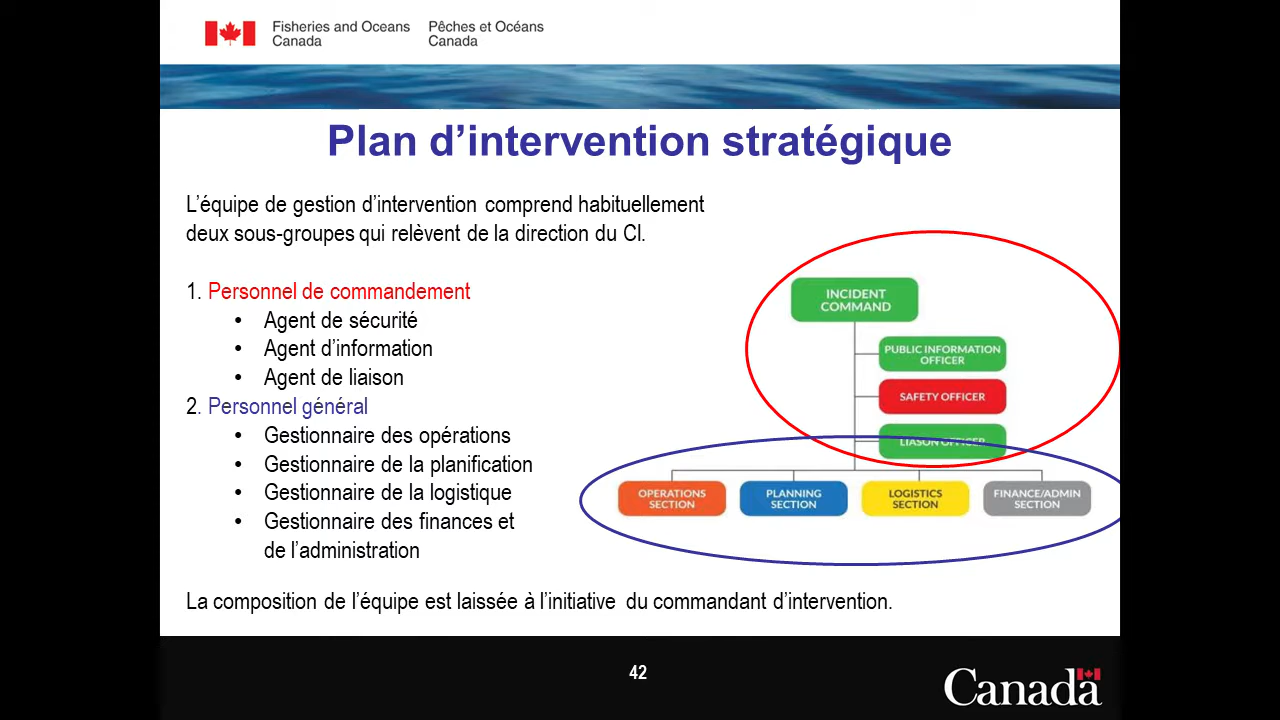 Fisheries and Oceans
Canada
Pêches et Océans
Canada
Plan d’intervention stratégique
L’équipe de gestion d’intervention comprend habituellement
deux sous-groupes qui relèvent de la direction du CI.
1. Personnel de commandement
• Agent de sécurité
• Agent d’information
• Agent de liaison
2. Personnel général
• Gestionnaire des opérations
• Gestionnaire de la planification
• Gestionnaire de la logistique
• Gestionnaire des finances et
de l’administration
INCIDENT
COMMAND
PUBLIC INFORMATION
OFFICER
SAFETY OFFICER
LIASON OFFICER
OPERATIONS
SECTION
PLANNING
SECTION
LOGISTICS
SECTION
FINANCE/ADMIN
SECTION
La composition de l’équipe est laissée à l’initiative du commandant d’intervention.
42
Canada